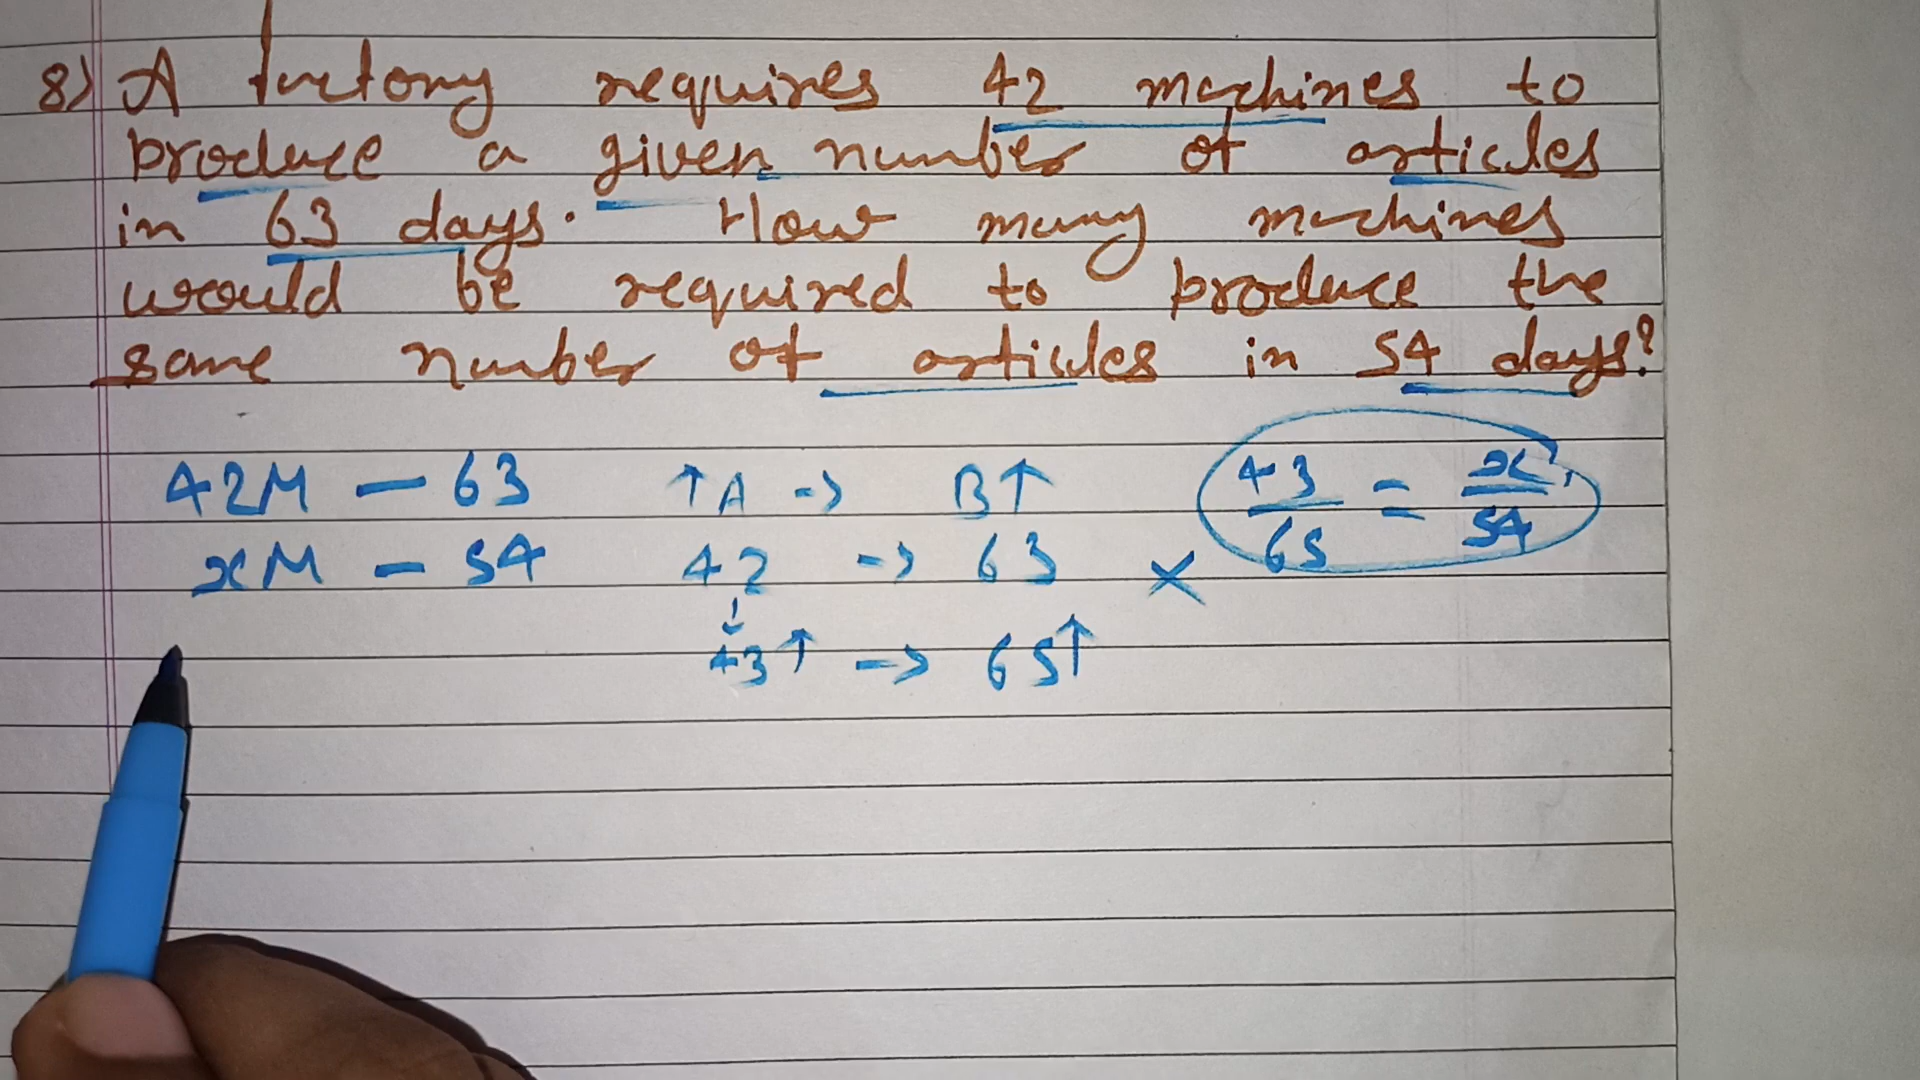 8) A factory requires 42 machines to
produce a given number of articles
in 63 days. How many machines
would be required to produce the
same number of articles in 54 days?
42M — 63 ↑A -> B↑ 43/65 = x/54
xM — 54 42 -> 63 ×
↓
43↑ -> 65↑